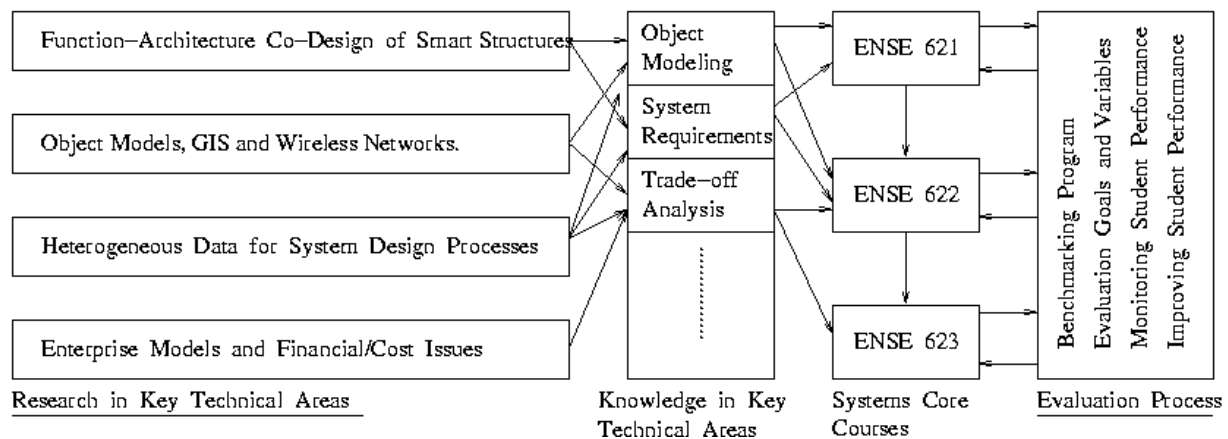 Function–Architecture Co–Design of Smart Structures
Object Models, GIS and Wireless Networks.
Heterogeneous Data for System Design Processes
Enterprise Models and Financial/Cost Issues
Research in Key Technical Areas
Object
Modeling
System
Requirements
Trade–off
Analysis
Knowledge in Key
Technical Areas
ENSE 621
ENSE 622
ENSE 623
Systems Core
Courses
Benchmarking Program
Evaluation Goals and Variables
Monitoring Student Performance
Improving Student Performance
Evaluation Process